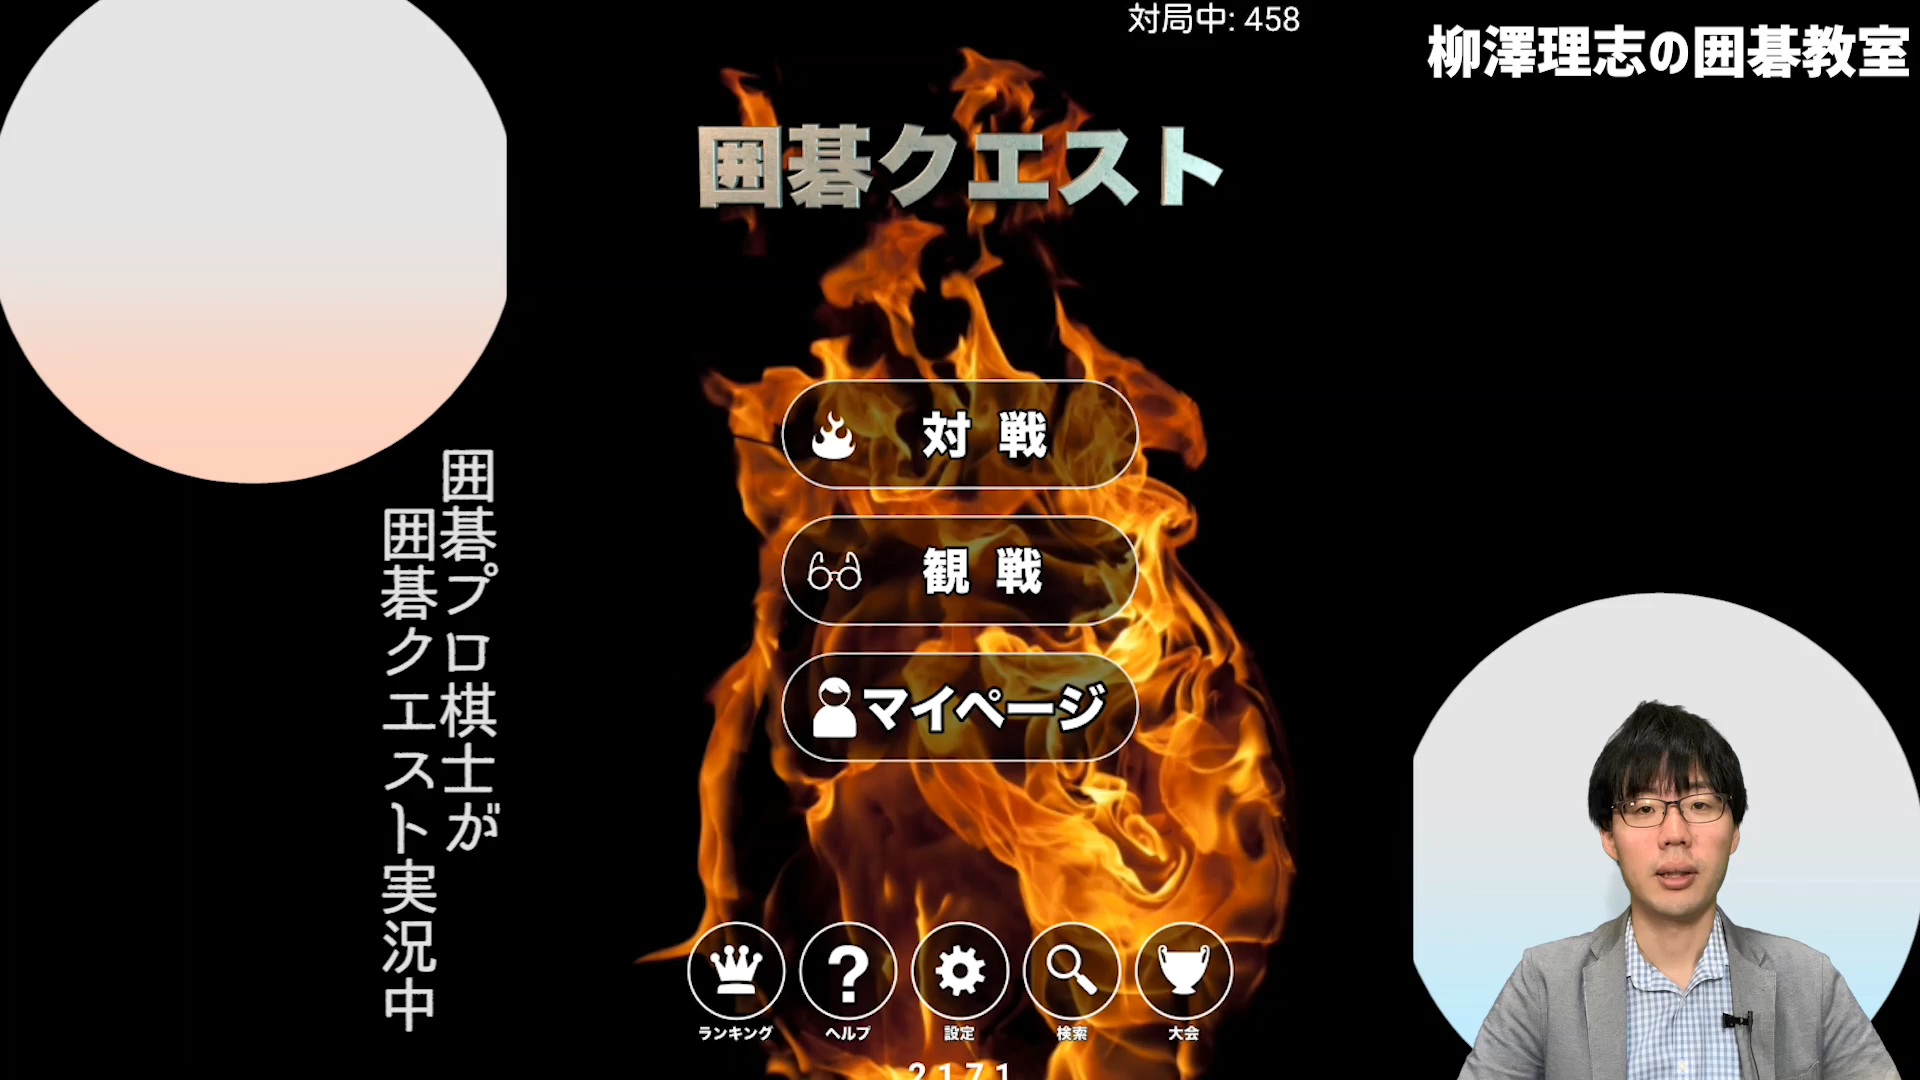 対局中: 458
柳澤理志の囲碁教室
囲碁クエスト
対戦
観戦
マイページ
囲碁プロ棋士が
囲碁クエスト実況中
ランキング
ヘルプ
設定
検索
大会
2171